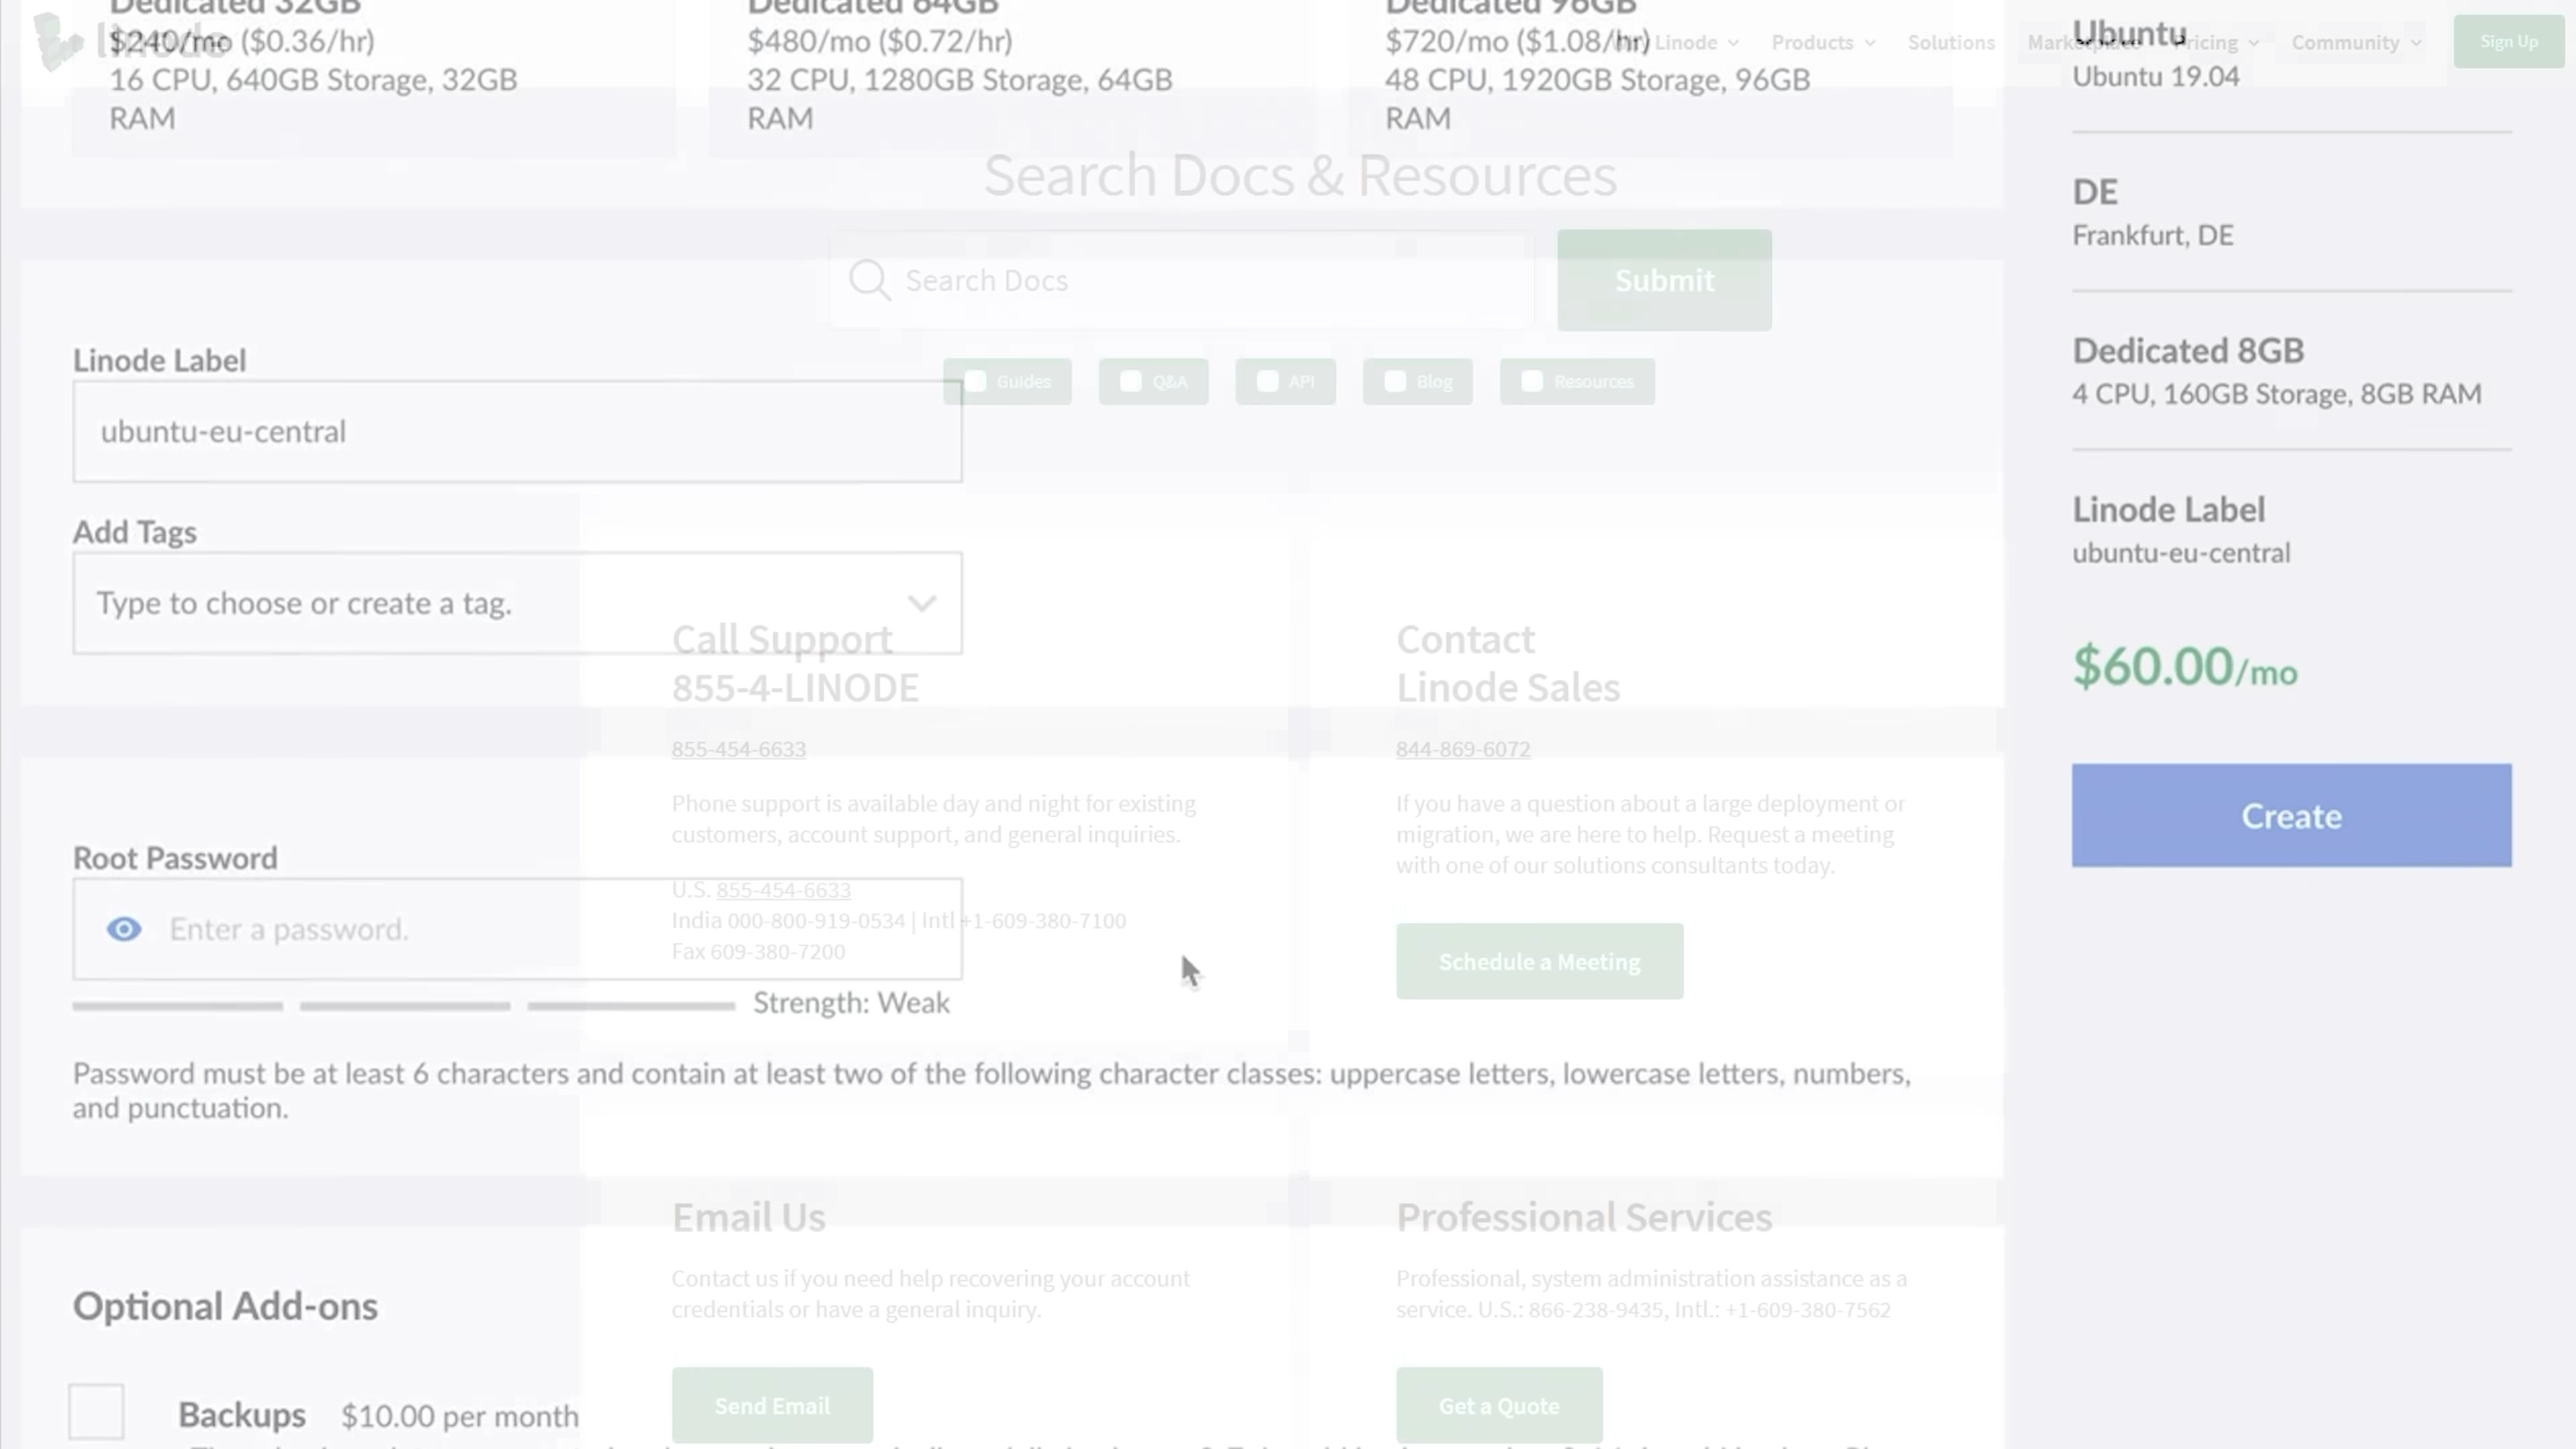 Dedicated 32GB
$240/mo ($0.36/hr)
16 CPU, 640GB Storage, 32GB
RAM
Dedicated 64GB
$480/mo ($0.72/hr)
32 CPU, 1280GB Storage, 64GB
RAM
Dedicated 96GB
$720/mo ($1.08/hr)
48 CPU, 1920GB Storage, 96GB
RAM
linode
Linode
Products
Solutions
Marketplace
Pricing
Community
Sign Up
Search Docs & Resources
Search Docs
Submit
Guides
Q&A
API
Blog
Resources
Linode Label
ubuntu-eu-central
Add Tags
Type to choose or create a tag.
Call Support
855-4-LINODE
855-454-6633
Phone support is available day and night for existing
customers, account support, and general inquiries.
U.S. 855-454-6633
India 000-800-919-0534 | Intl +1-609-380-7100
Fax 609-380-7200
Contact
Linode Sales
844-869-6072
If you have a question about a large deployment or
migration, we are here to help. Request a meeting
with one of our solutions consultants today.
Schedule a Meeting
Root Password
Enter a password.
Strength: Weak
Password must be at least 6 characters and contain at least two of the following character classes: uppercase letters, lowercase letters, numbers,
and punctuation.
Email Us
Contact us if you need help recovering your account
credentials or have a general inquiry.
Send Email
Professional Services
Professional, system administration assistance as a
service. U.S.: 866-238-9435, Intl.: +1-609-380-7562
Get a Quote
Optional Add-ons
Backups $10.00 per month
Ubuntu
Ubuntu 19.04
DE
Frankfurt, DE
Dedicated 8GB
4 CPU, 160GB Storage, 8GB RAM
Linode Label
ubuntu-eu-central
$60.00/mo
Create